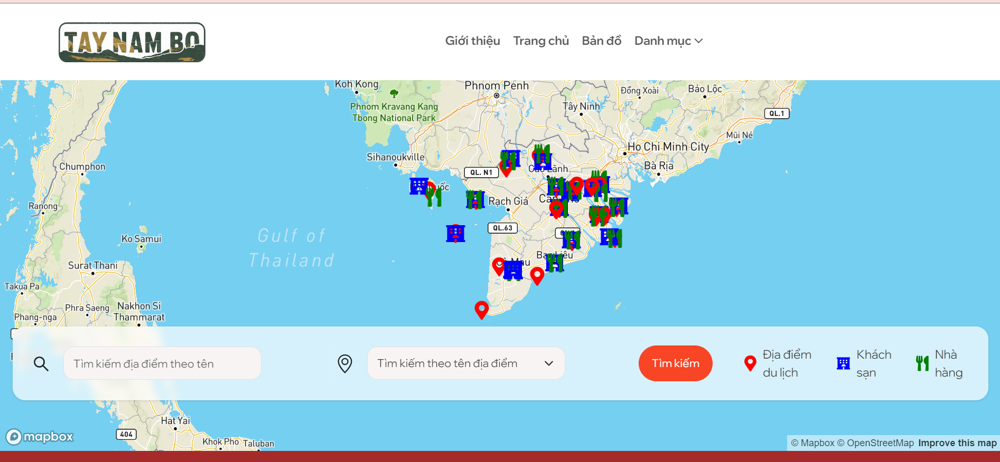 TAY NAM BO
Giới thiệu
Trang chủ
Bản đồ
Danh mục
Koh Kong
Phnom Penh
Đồng Xoài
Bảo Lộc
Phnom Kravang Kang
Tbong National Park
Tây Ninh
QL.1
Mũi Né
Ho Chi Minh City
Sihanoukville
Bà Rịa
Chumphon
QL. N1
Lãnh
uốc
Ranong
Rạch Giá
Gulf of
Thailand
QL.63
Ko Samui
Surat Thani
Mau
Takua Pa
Phra Saeng
Nakhon Si
Thammarat
Phang-nga
Tìm kiếm địa điểm theo tên
Tìm kiếm theo tên địa điểm
Tìm kiếm
Địa điểm
du lịch
Khách
sạn
Nhà
hàng
Hat Yai
404
Khok Pho
Taluban
mapbox
© Mapbox © OpenStreetMap Improve this map